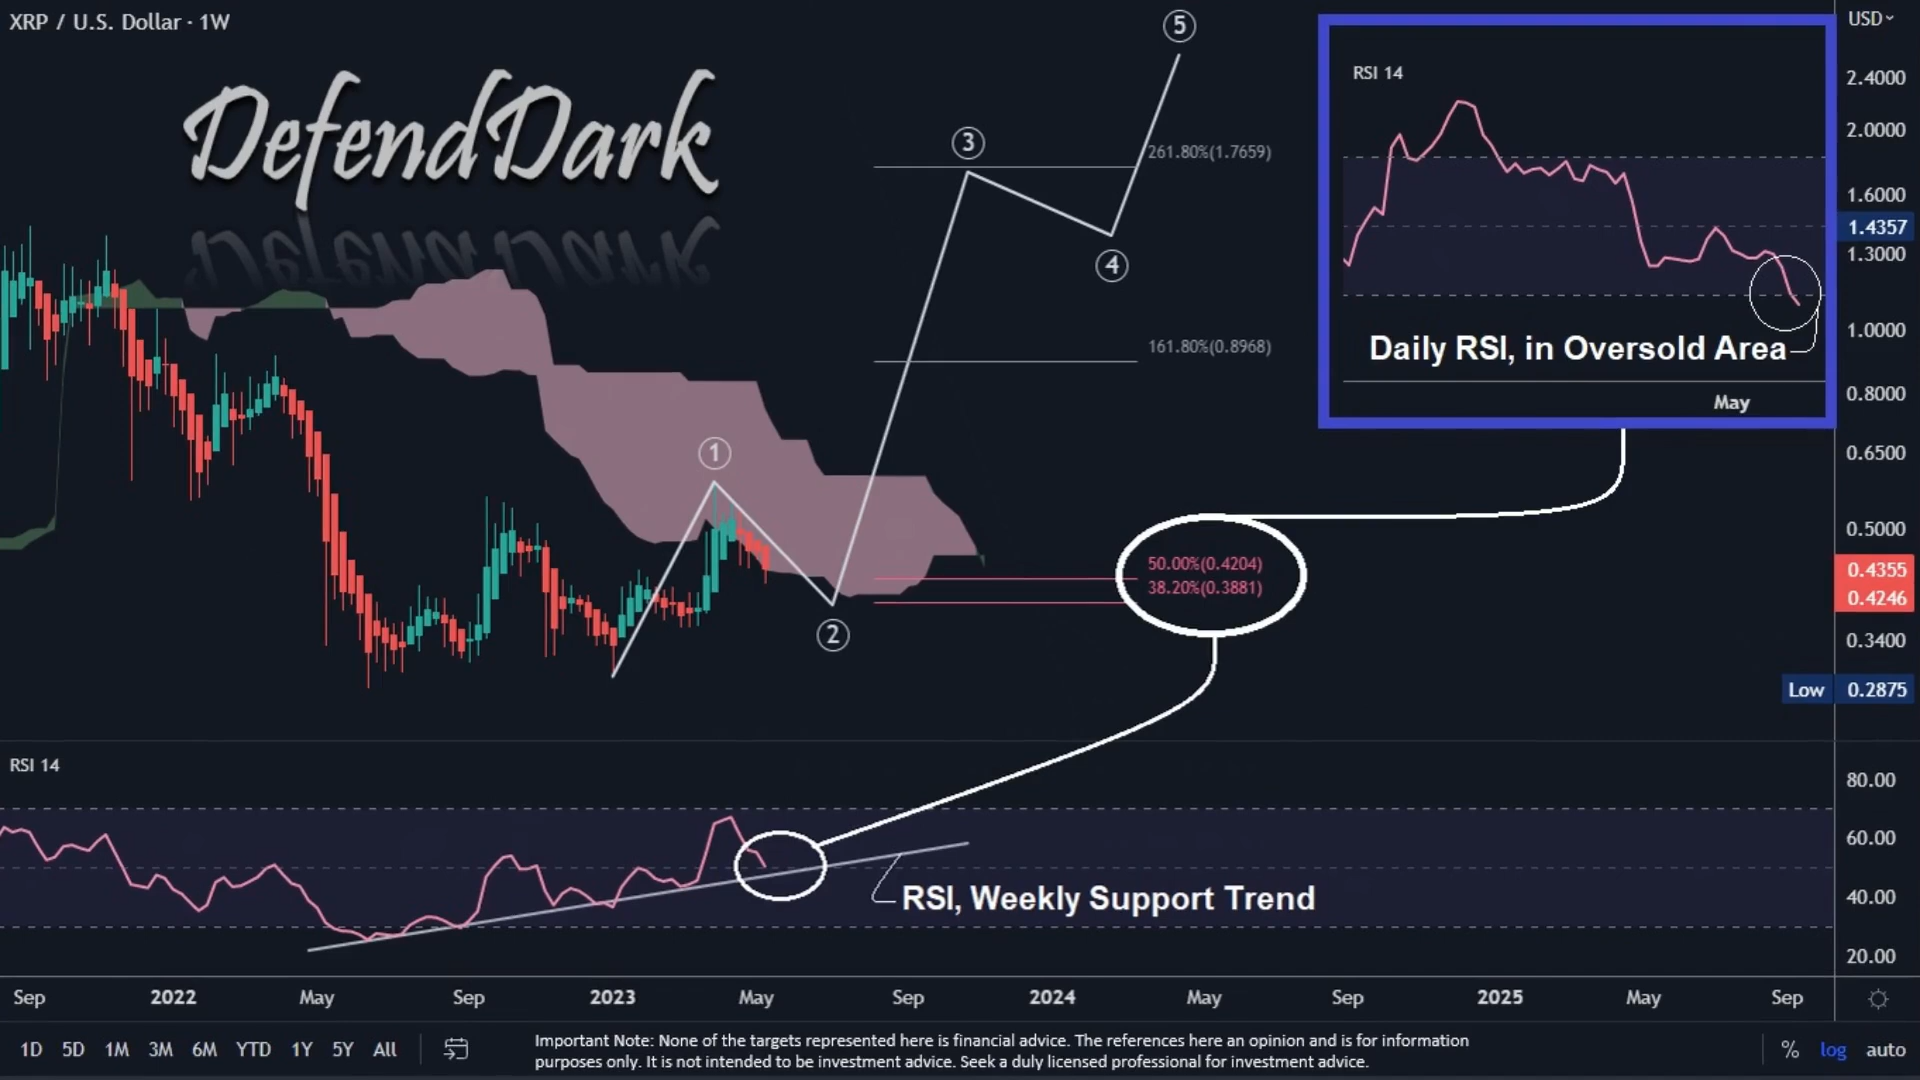 XRP / U.S. Dollar · 1W
DefendDark
DefendDark
USD
2.4000
2.0000
1.6000
1.4357
1.3000
1.0000
0.8000
0.6500
0.5000
0.4355
0.4246
0.3400
Low 0.2875
RSI 14
Daily RSI, in Oversold Area
May
5
3
261.80%(1.7659)
4
161.80%(0.8968)
1
50.00%(0.4204)
38.20%(0.3881)
2
RSI 14
80.00
60.00
40.00
20.00
RSI, Weekly Support Trend
Sep 2022 May Sep 2023 May Sep 2024 May Sep 2025 May Sep
1D 5D 1M 3M 6M YTD 1Y 5Y All
Important Note: None of the targets represented here is financial advice. The references here an opinion and is for information
purposes only. It is not intended to be investment advice. Seek a duly licensed professional for investment advice.
% log auto